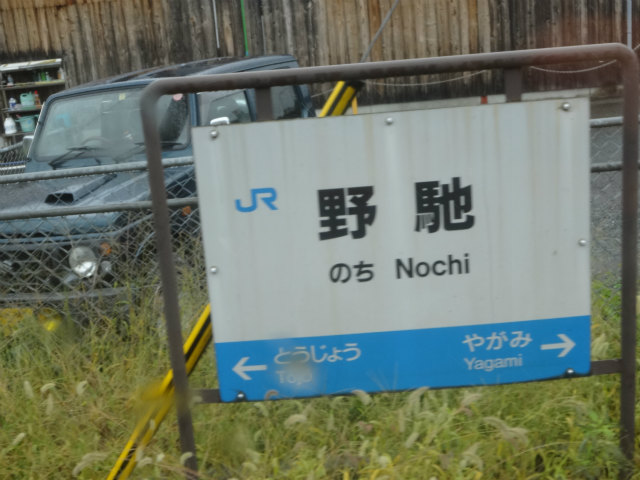 JR
野馳
のち Nochi
← とうじょう
やがみ →
Yagami